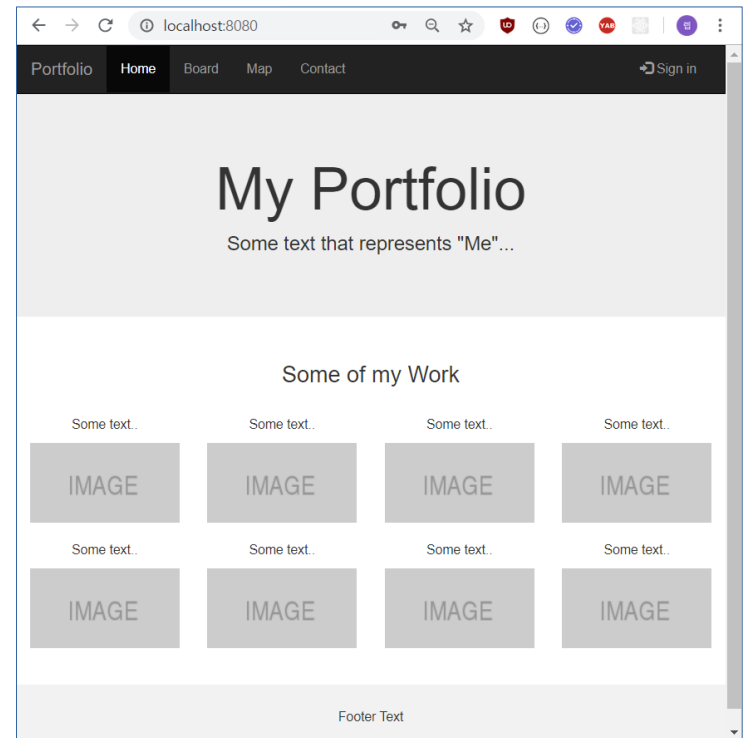 localhost:8080
Portfolio Home Board Map Contact Sign in
My Portfolio
Some text that represents "Me"...
Some of my Work
Some text.. Some text.. Some text.. Some text..
IMAGE IMAGE IMAGE IMAGE
Some text.. Some text.. Some text.. Some text..
IMAGE IMAGE IMAGE IMAGE
Footer Text